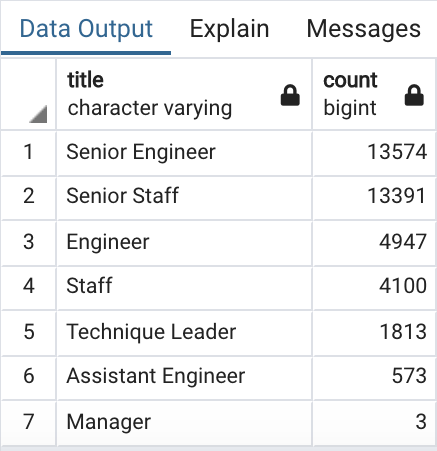 Data Output Explain Messages
title count
character varying bigint
1 Senior Engineer 13574
2 Senior Staff 13391
3 Engineer 4947
4 Staff 4100
5 Technique Leader 1813
6 Assistant Engineer 573
7 Manager 3